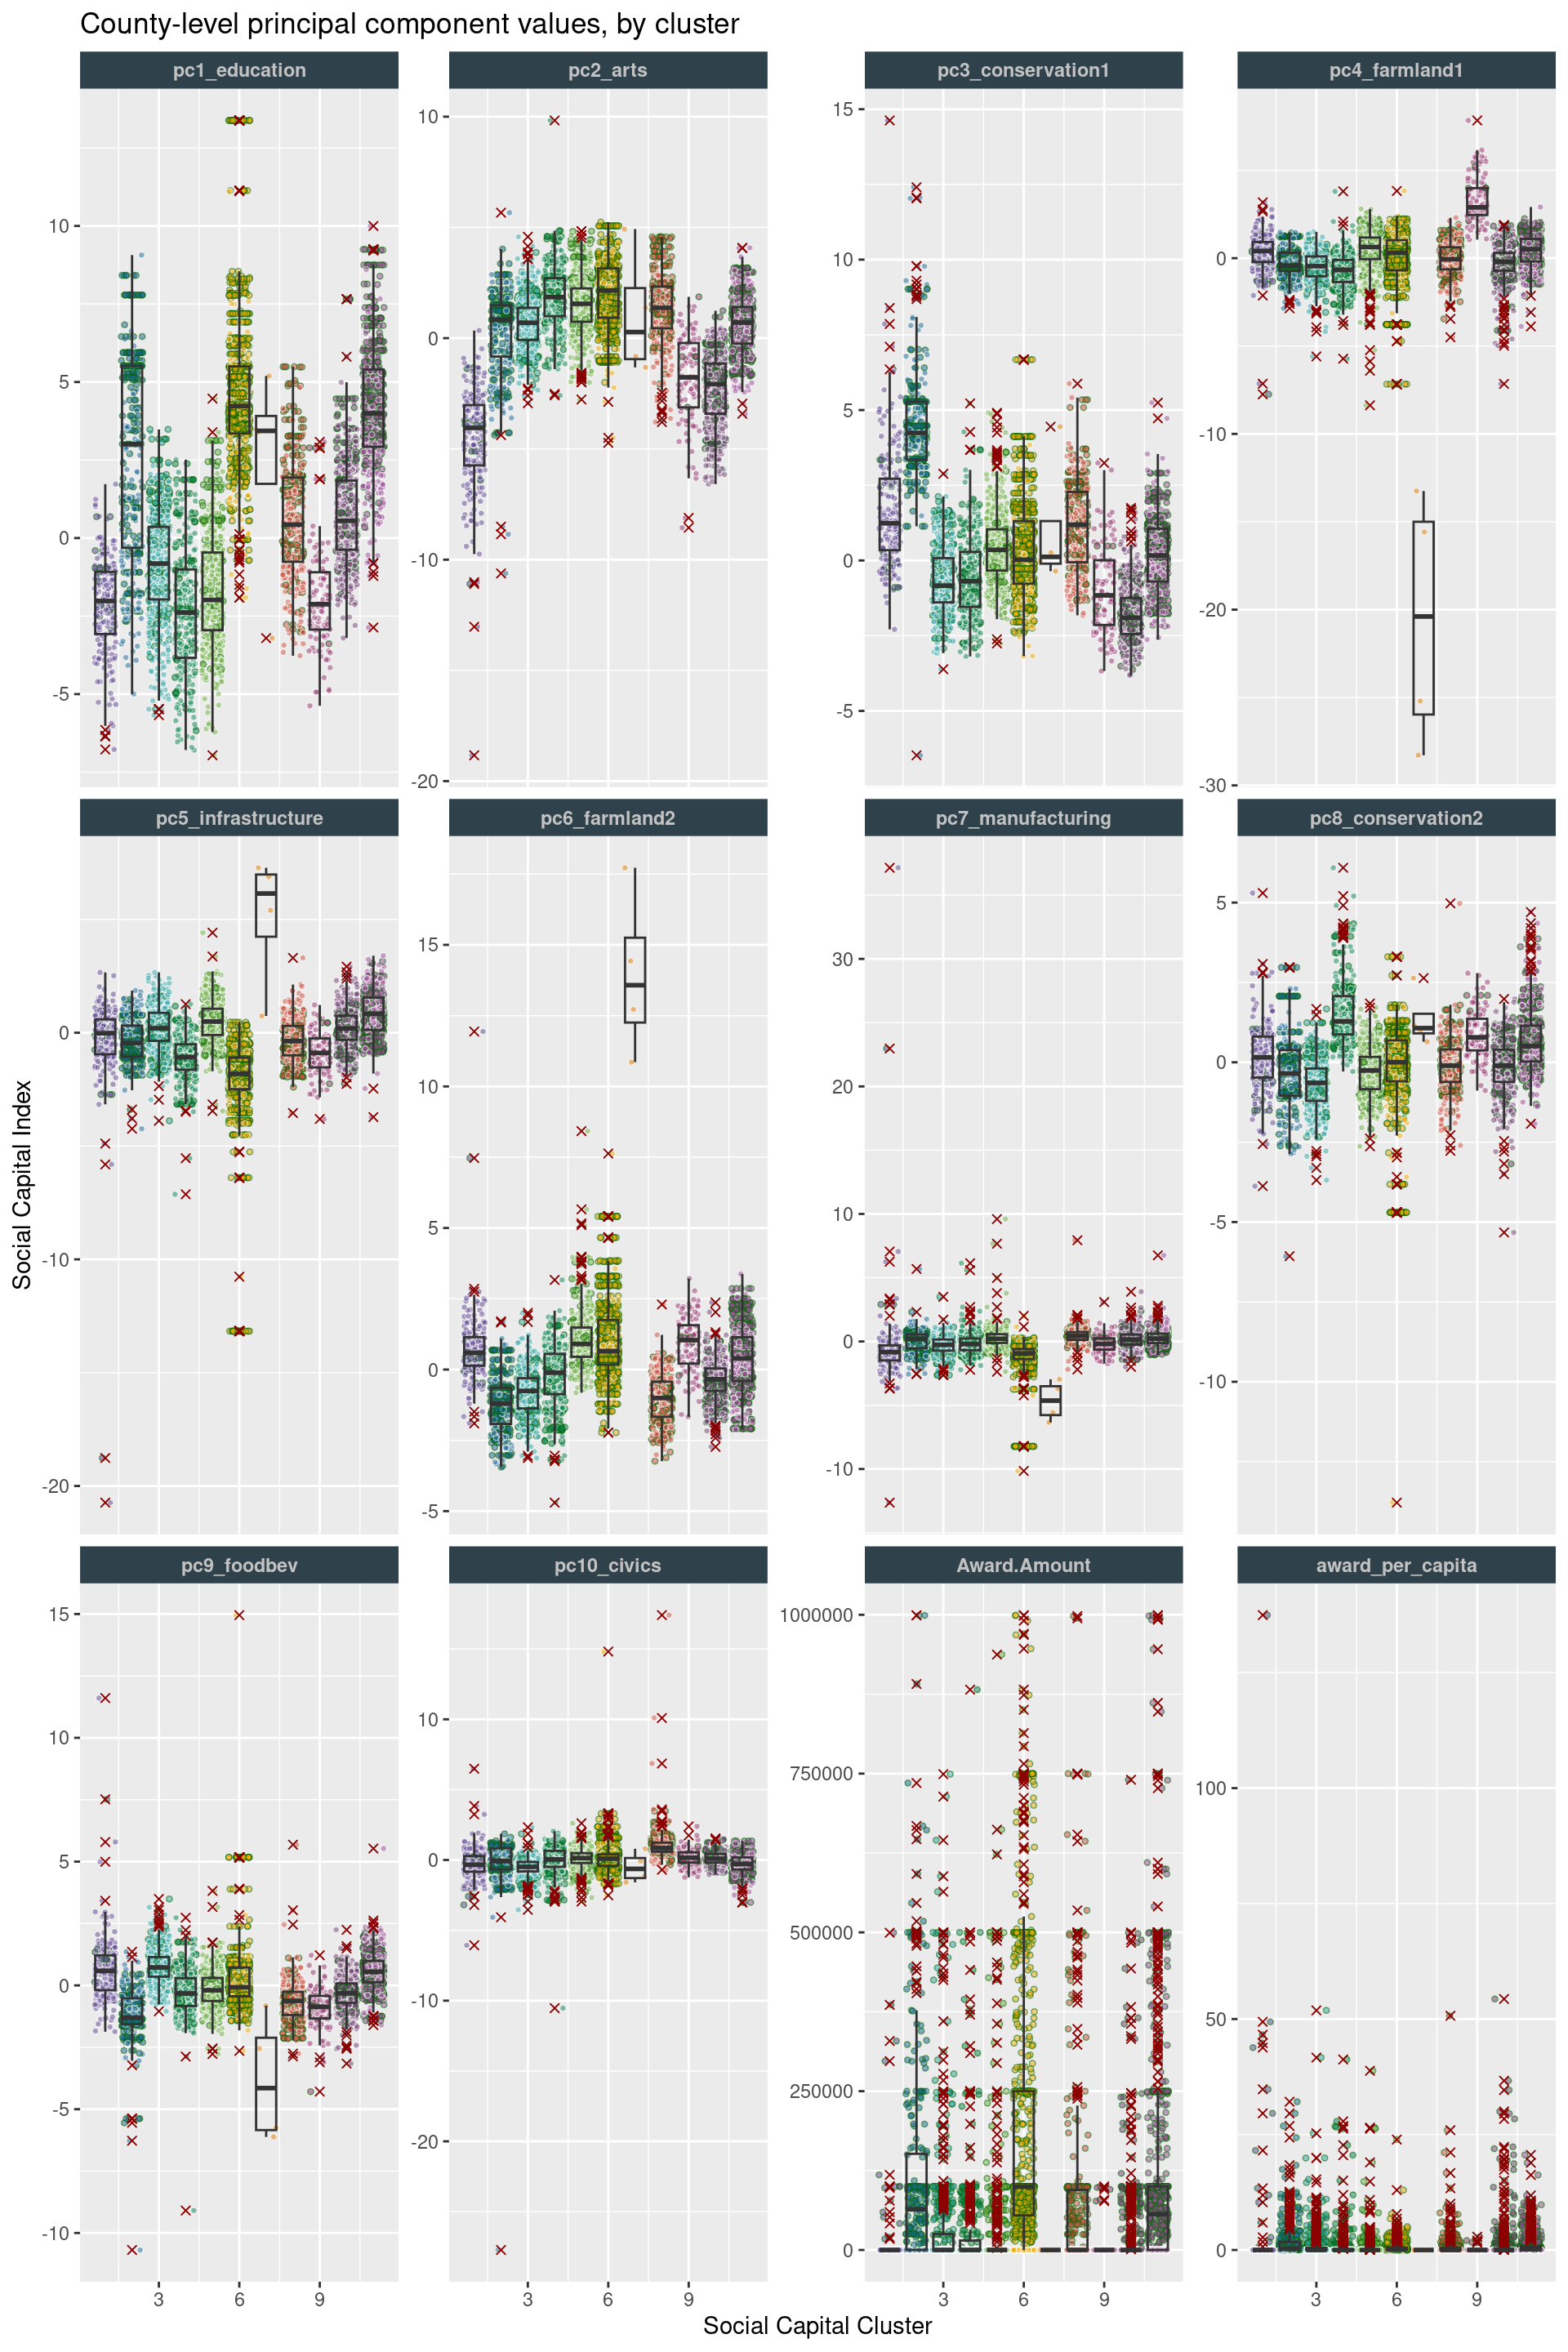 County-level principal component values, by cluster
pc1_education
pc2_arts
pc3_conservation1
pc4_farmland1
10
5
0
-5
10
0
-10
-20
15
10
5
0
-5
0
-10
-20
-30
pc5_infrastructure
pc6_farmland2
pc7_manufacturing
pc8_conservation2
0
-10
-20
15
10
5
0
-5
30
20
10
0
-10
5
0
-5
-10
Social Capital Index
pc9_foodbev
pc10_civics
Award.Amount
award_per_capita
15
10
5
0
-5
-10
10
0
-10
-20
1000000
750000
500000
250000
0
100
50
0
3 6 9
3 6 9
3 6 9
3 6 9
Social Capital Cluster